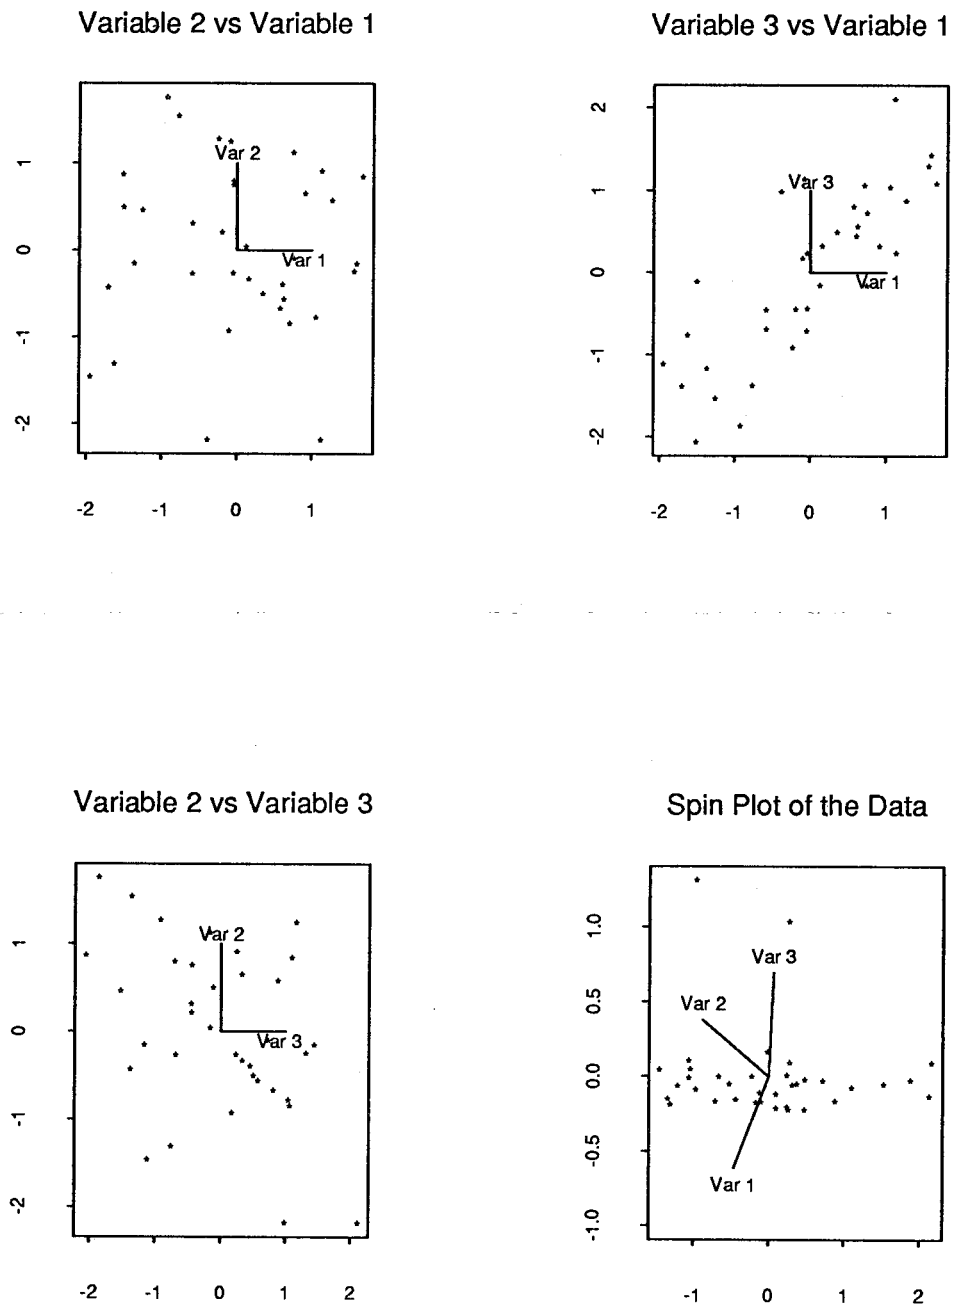 Variable 2 vs Variable 1
Variable 3 vs Variable 1
1
0
-1
-2
Var 2
Var 1
-2 -1 0 1
2
1
0
-1
-2
Var 3
Var 1
-2 -1 0 1
Variable 2 vs Variable 3
Spin Plot of the Data
1
0
-1
-2
Var 2
Var 3
-2 -1 0 1 2
1.0
0.5
0.0
-0.5
-1.0
Var 3
Var 2
Var 1
-1 0 1 2